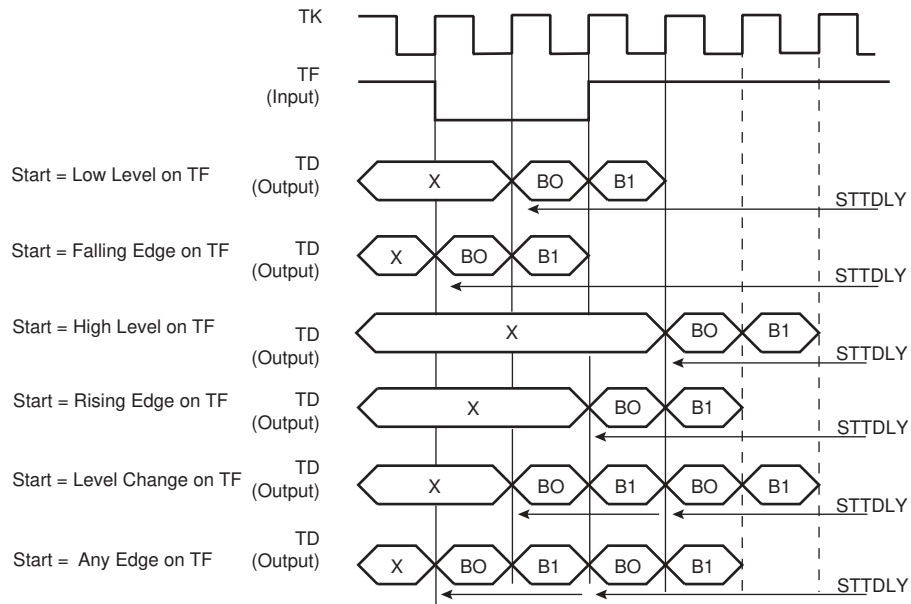 TK
TF
(Input)
Start = Low Level on TF
TD
(Output)
X
BO
B1
STTDLY
Start = Falling Edge on TF
TD
(Output)
X
BO
B1
STTDLY
Start = High Level on TF
TD
(Output)
X
BO
B1
STTDLY
Start = Rising Edge on TF
TD
(Output)
X
BO
B1
STTDLY
Start = Level Change on TF
TD
(Output)
X
BO
B1
BO
B1
STTDLY
Start = Any Edge on TF
TD
(Output)
X
BO
B1
BO
B1
STTDLY